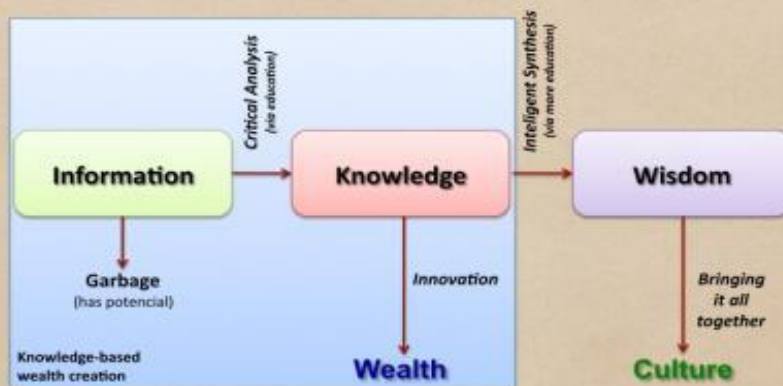 Critical Analysis
(via education)
Inteligent Synthesis
(via more education)
Information
Knowledge
Wisdom
Garbage
(has potencial)
Innovation
Bringing
it all
together
Knowledge-based
wealth creation
Wealth
Culture